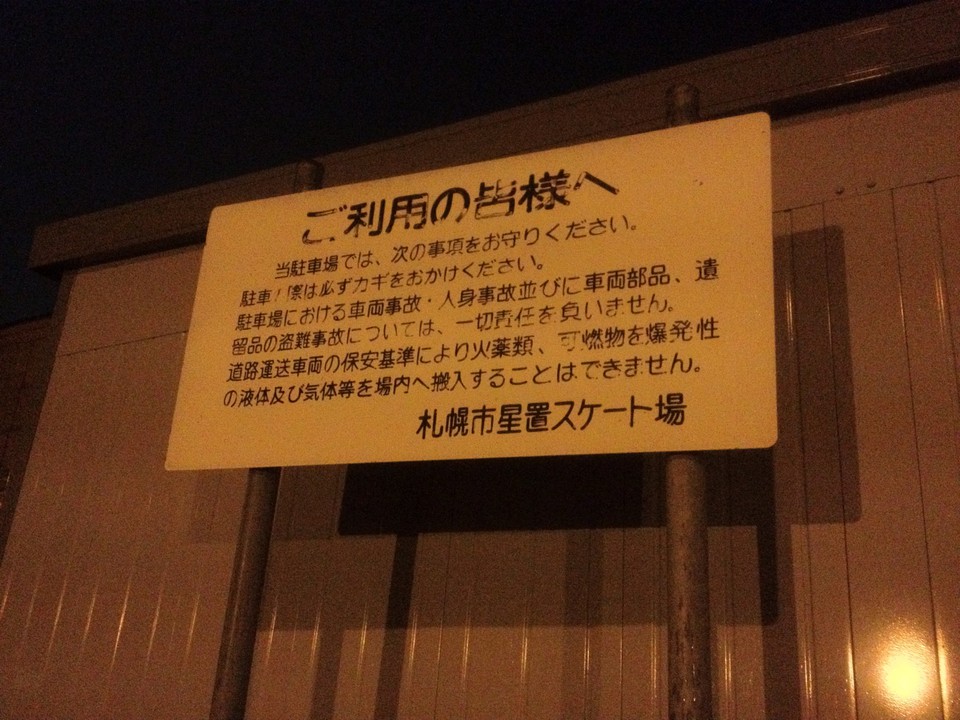 ご利用の皆様へ
当駐車場では、次の事項をお守りください。
駐車の際は必ずカギをおかけください。
駐車場における車両事故・人身事故並びに車両部品、遺
留品の盗難事故については、一切責任を負いません。
道路運送車両の保安基準により火薬類、可燃物を爆発性
の液体及び気体等を場内へ搬入することはできません。
札幌市星置スケート場